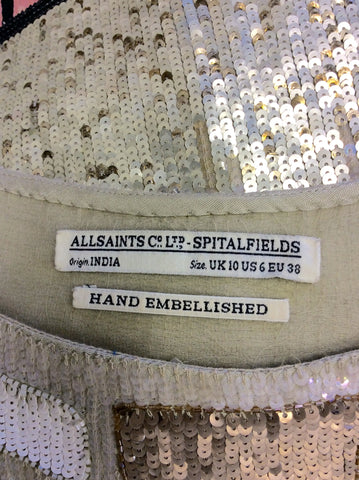 ALLSAINTS Co LTD - SPITALFIELDS
Origin. INDIA Size. UK 10 US 6 EU 38
HAND EMBELLISHED